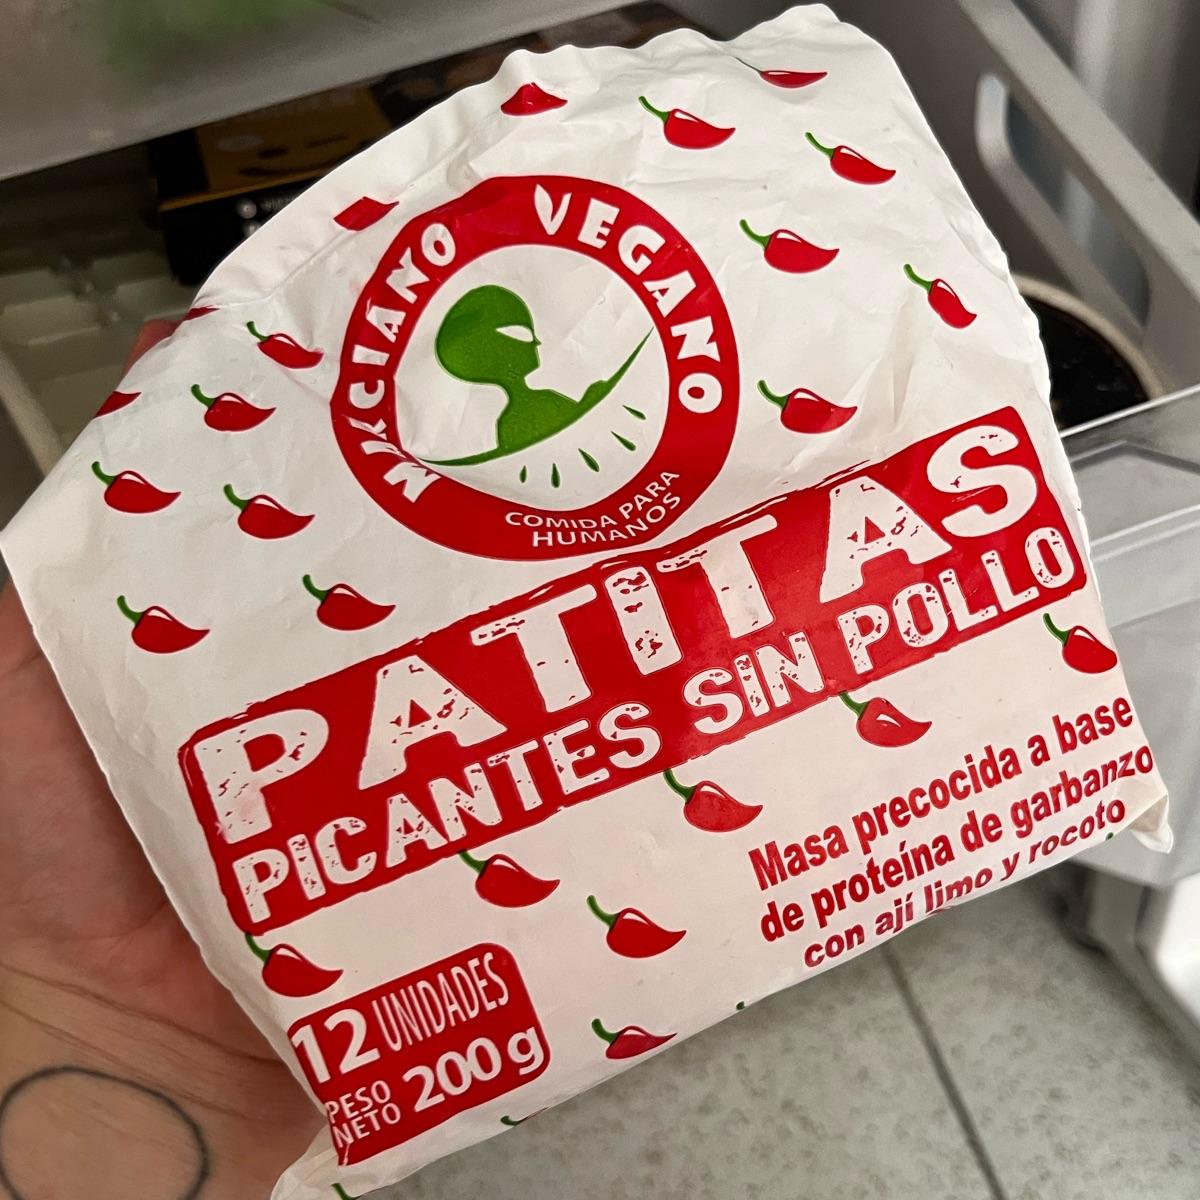 MARCIANO VEGANO
COMIDA PARA
HUMANOS
PATITAS
PICANTES SIN POLLO
Masa precocida a base
de proteína de garbanzo
con ají limo y rocoto
12 UNIDADES
PESO
NETO 200 g